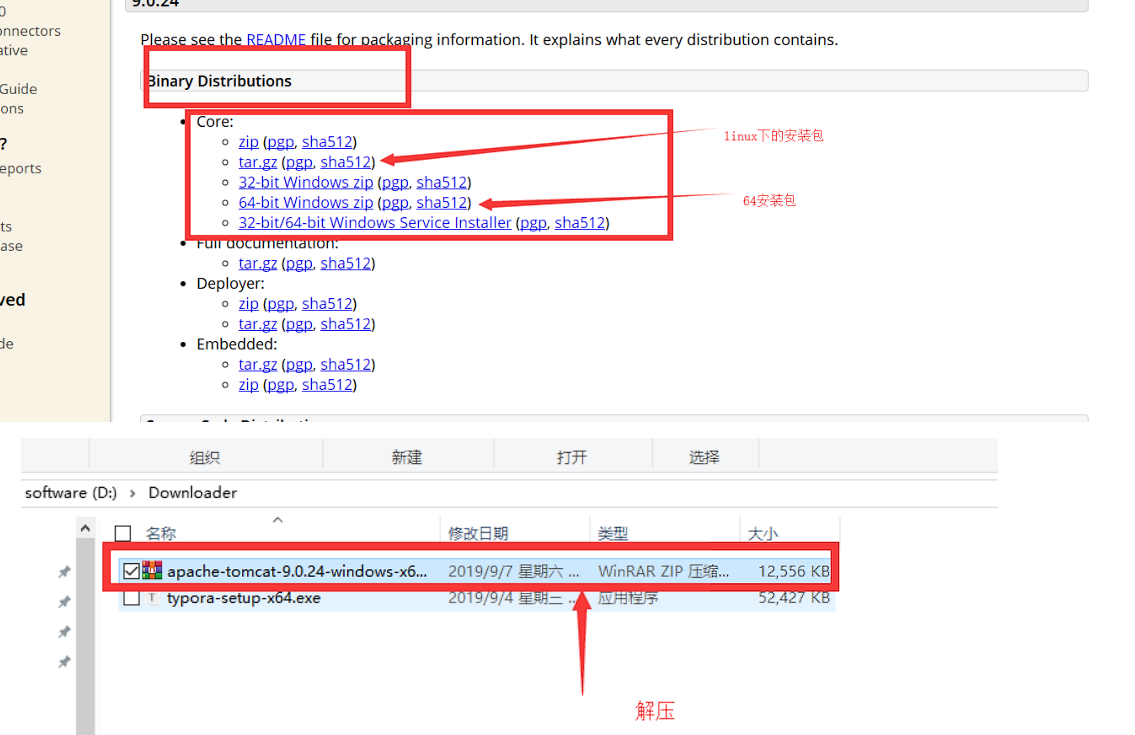 9.0.24
0
onnectors
ative
Guide
ons
?
eports
ts
ase
ved
de
Please see the README file for packaging information. It explains what every distribution contains.
Binary Distributions
Core:
zip (pgp, sha512)
tar.gz (pgp, sha512)
linux下的安装包
32-bit Windows zip (pgp, sha512)
64-bit Windows zip (pgp, sha512)
64安装包
32-bit/64-bit Windows Service Installer (pgp, sha512)
Full documentation:
tar.gz (pgp, sha512)
Deployer:
zip (pgp, sha512)
tar.gz (pgp, sha512)
Embedded:
tar.gz (pgp, sha512)
zip (pgp, sha512)
组织 新建 打开 选择
software (D:) › Downloader
名称 修改日期 类型 大小
apache-tomcat-9.0.24-windows-x6... 2019/9/7 星期六 ... WinRAR ZIP 压缩... 12,556 KB
typora-setup-x64.exe 2019/9/4 星期三 ... 应用程序 52,427 KB
解压